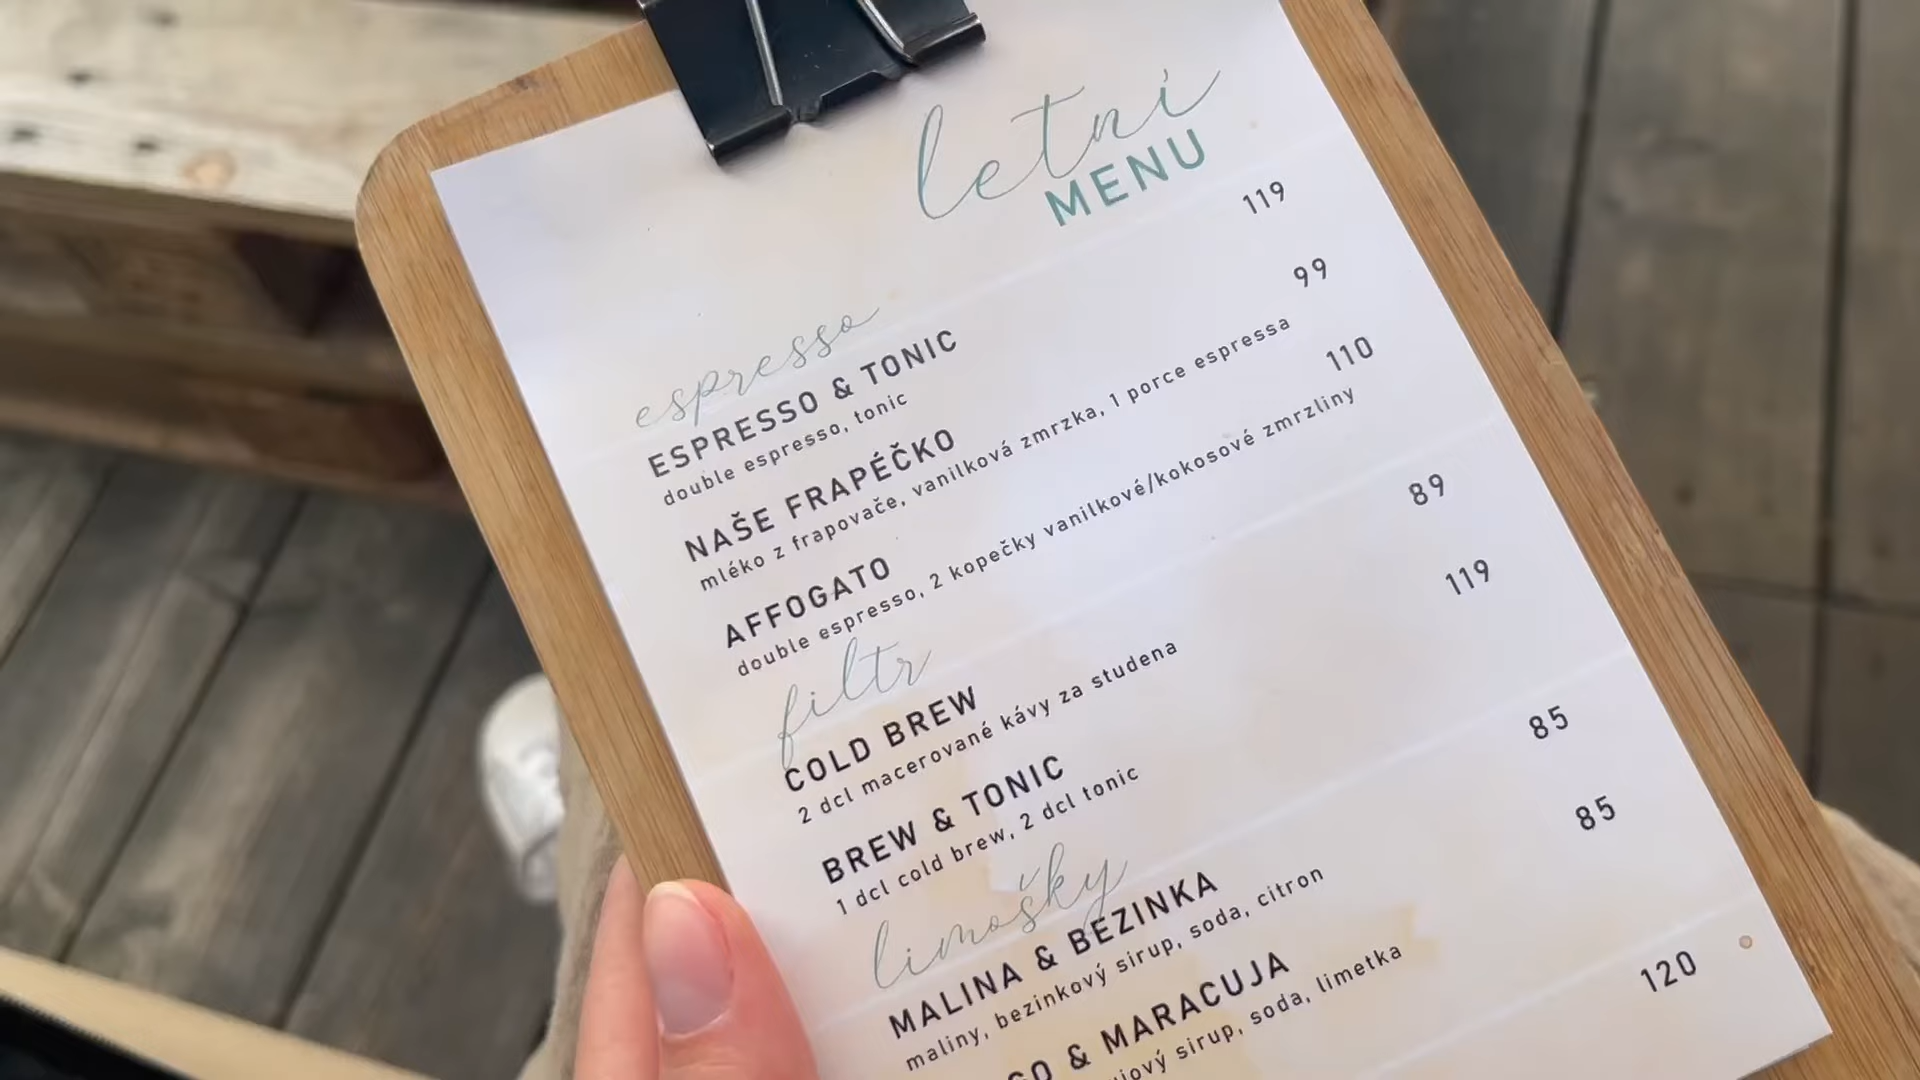 letní
MENU
espresso
ESPRESSO & TONIC 119
double espresso, tonic
NAŠE FRAPÉČKO 99
mléko z frapovače, vanilková zmrzka, 1 porce espressa
AFFOGATO 110
double espresso, 2 kopečky vanilkové/kokosové zmrzliny
filtr
COLD BREW 89
2 dcl macerované kávy za studena
BREW & TONIC 119
1 dcl cold brew, 2 dcl tonic
limošky
MALINA & BEZINKA 85
maliny, bezinkový sirup, soda, citron
& MARACUJA 85
sirup, soda, limetka
120